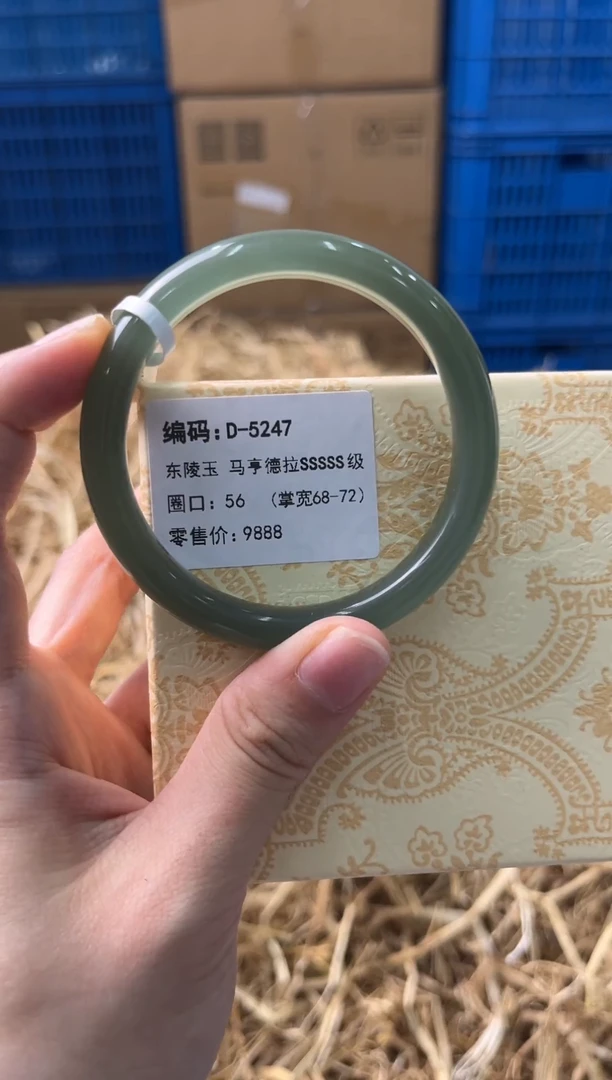 编码:D-5247
东陵玉 马亨德拉SSSSS级
圈口: 56 (掌宽68-72)
零售价:9888